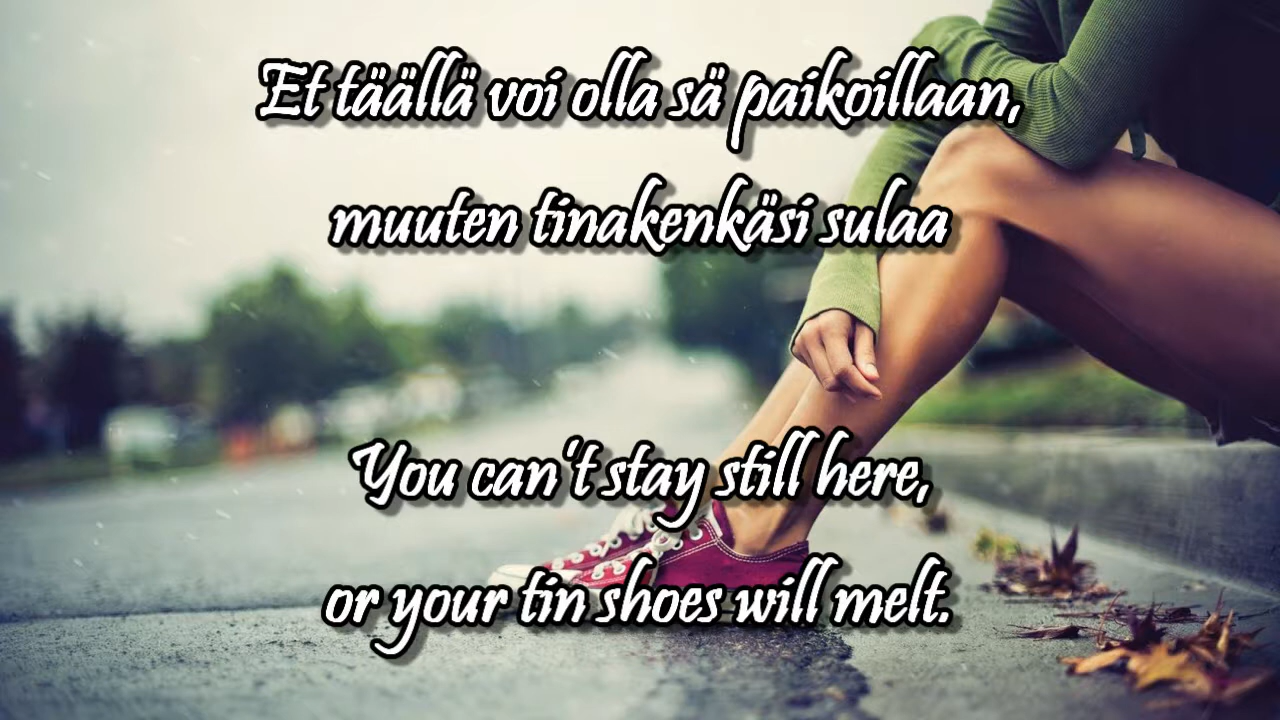 Et täällä voi olla sä paikoillaan,
muuten tinakenkäsi sulaa
You can't stay still here,
or your tin shoes will melt.